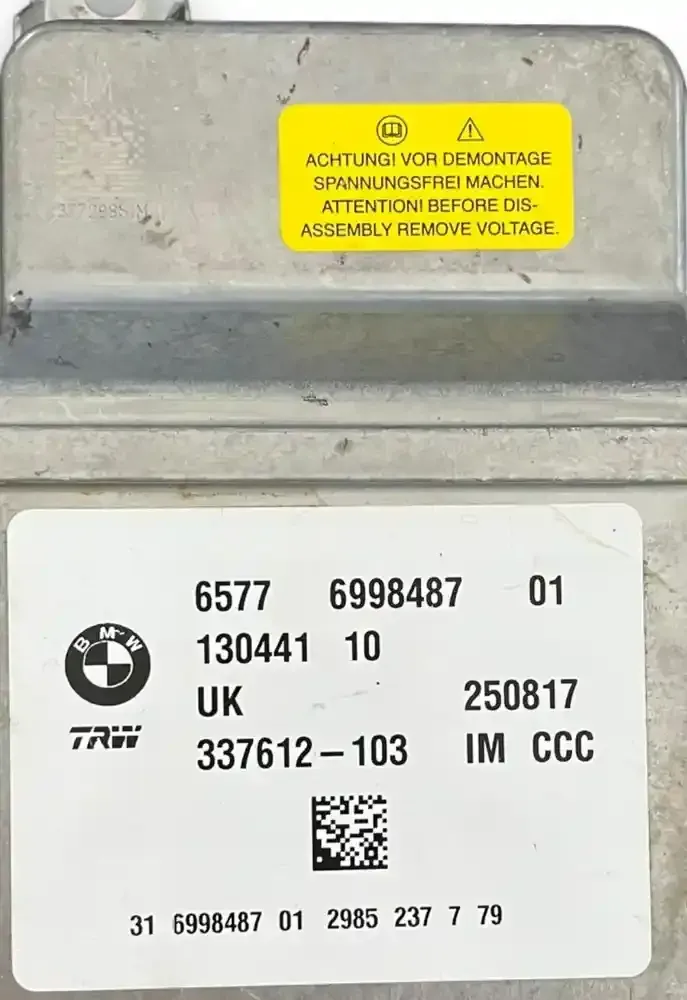 ACHTUNG! VOR DEMONTAGE
SPANNUNGSFREI MACHEN.
ATTENTION! BEFORE DIS-
ASSEMBLY REMOVE VOLTAGE.
6577 6998487 01
130441 10
BMW
UK 250817
TRW
337612-103 IM CCC
31 6998487 01 2985 237 7 79